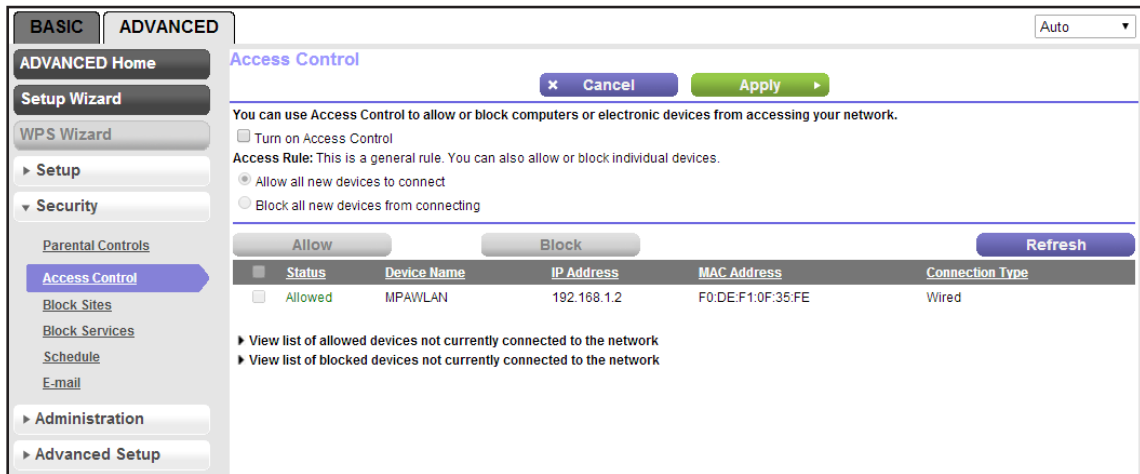 BASIC ADVANCED Auto
ADVANCED Home
Setup Wizard
WPS Wizard
Setup
Security
Parental Controls
Access Control
Block Sites
Block Services
Schedule
E-mail
Administration
Advanced Setup
Access Control
Cancel Apply
You can use Access Control to allow or block computers or electronic devices from accessing your network.
Turn on Access Control
Access Rule: This is a general rule. You can also allow or block individual devices.
Allow all new devices to connect
Block all new devices from connecting
Allow Block Refresh
Status Device Name IP Address MAC Address Connection Type
Allowed MPAWLAN 192.168.1.2 F0:DE:F1:0F:35:FE Wired
View list of allowed devices not currently connected to the network
View list of blocked devices not currently connected to the network